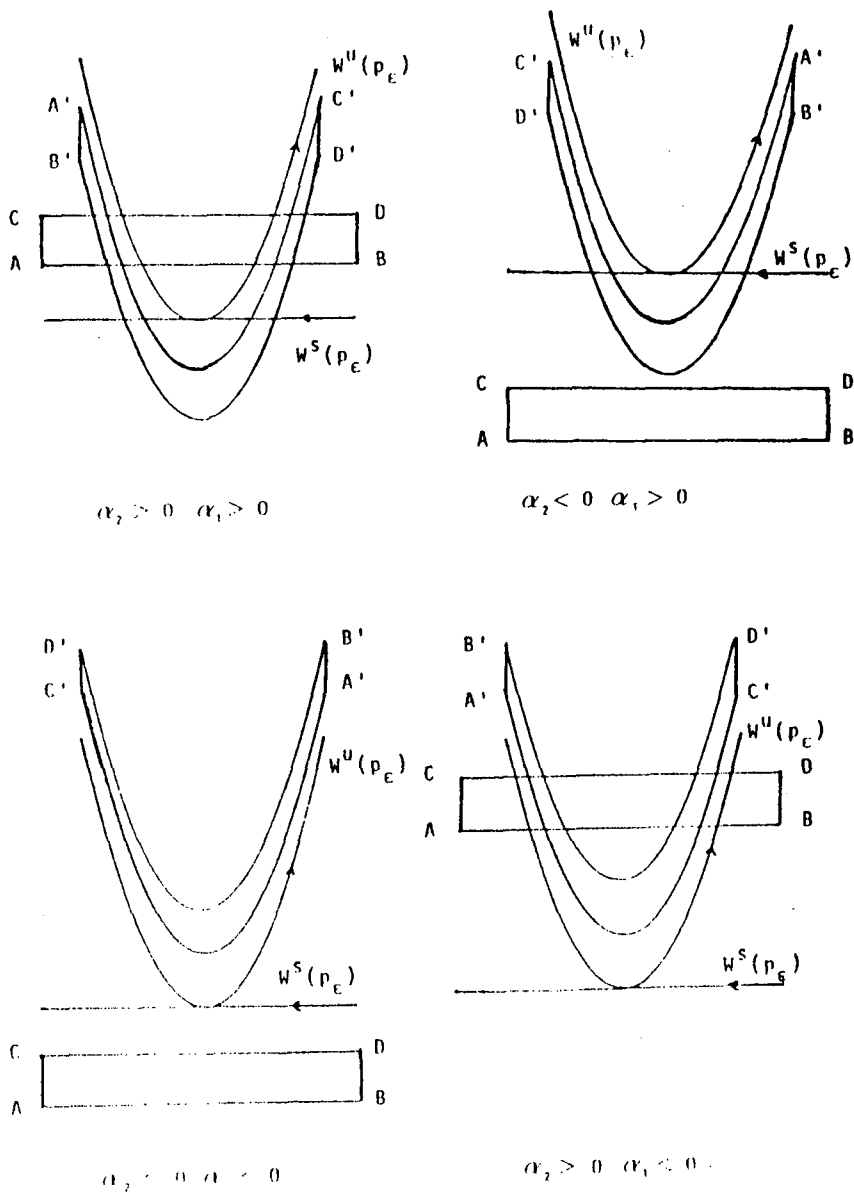 W^u(p_ε)
A' C'
B' D'
C D
A B
W^s(p_ε)
α₂ > 0 α₁ > 0
W^u(p_ε)
C' A'
D' B'
W^s(p_ε)
C D
A B
α₂ < 0 α₁ > 0
D' B'
C' A'
W^u(p_ε)
W^s(p_ε)
C D
A B
B' D'
A' C'
W^u(p_ε)
C D
A B
W^s(p_ε)
α₂ > 0 α₁ < 0